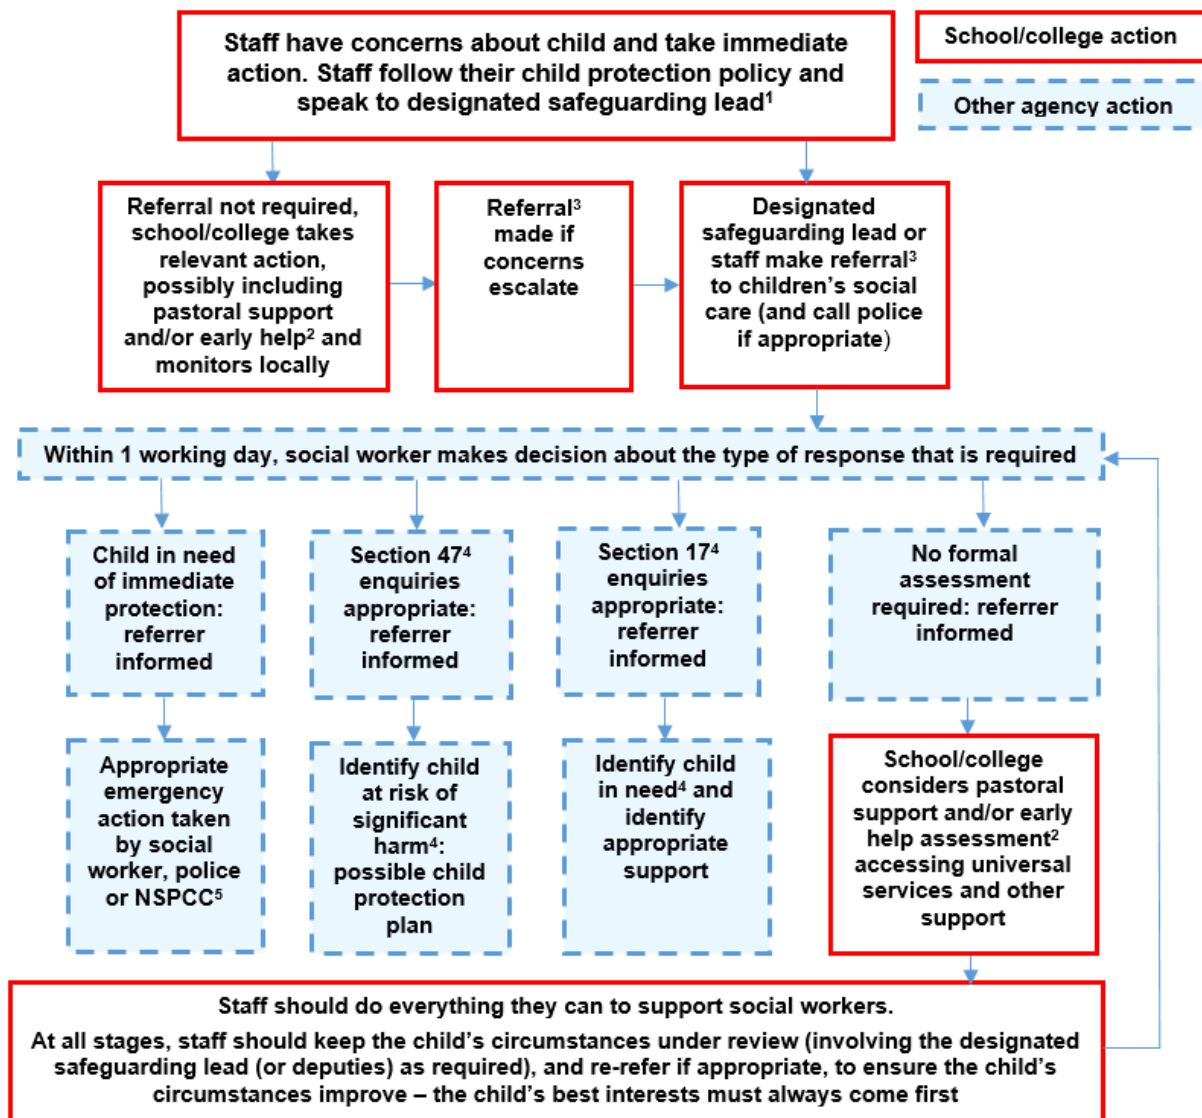 Staff have concerns about child and take immediate
action. Staff follow their child protection policy and
speak to designated safeguarding lead¹
School/college action
Other agency action
Referral not required,
school/college takes
relevant action,
possibly including
pastoral support
and/or early help² and
monitors locally
Referral³
made if
concerns
escalate
Designated
safeguarding lead or
staff make referral³
to children’s social
care (and call police
if appropriate)
Within 1 working day, social worker makes decision about the type of response that is required
Child in need
of immediate
protection:
referrer
informed
Section 47⁴
enquiries
appropriate:
referrer
informed
Section 17⁴
enquiries
appropriate:
referrer
informed
No formal
assessment
required: referrer
informed
Appropriate
emergency
action taken
by social
worker, police
or NSPCC⁵
Identify child
at risk of
significant
harm⁴:
possible child
protection
plan
Identify child
in need⁴ and
identify
appropriate
support
School/college
considers pastoral
support and/or early
help assessment²
accessing universal
services and other
support
Staff should do everything they can to support social workers.
At all stages, staff should keep the child’s circumstances under review (involving the designated
safeguarding lead (or deputies) as required), and re-refer if appropriate, to ensure the child’s
circumstances improve – the child’s best interests must always come first